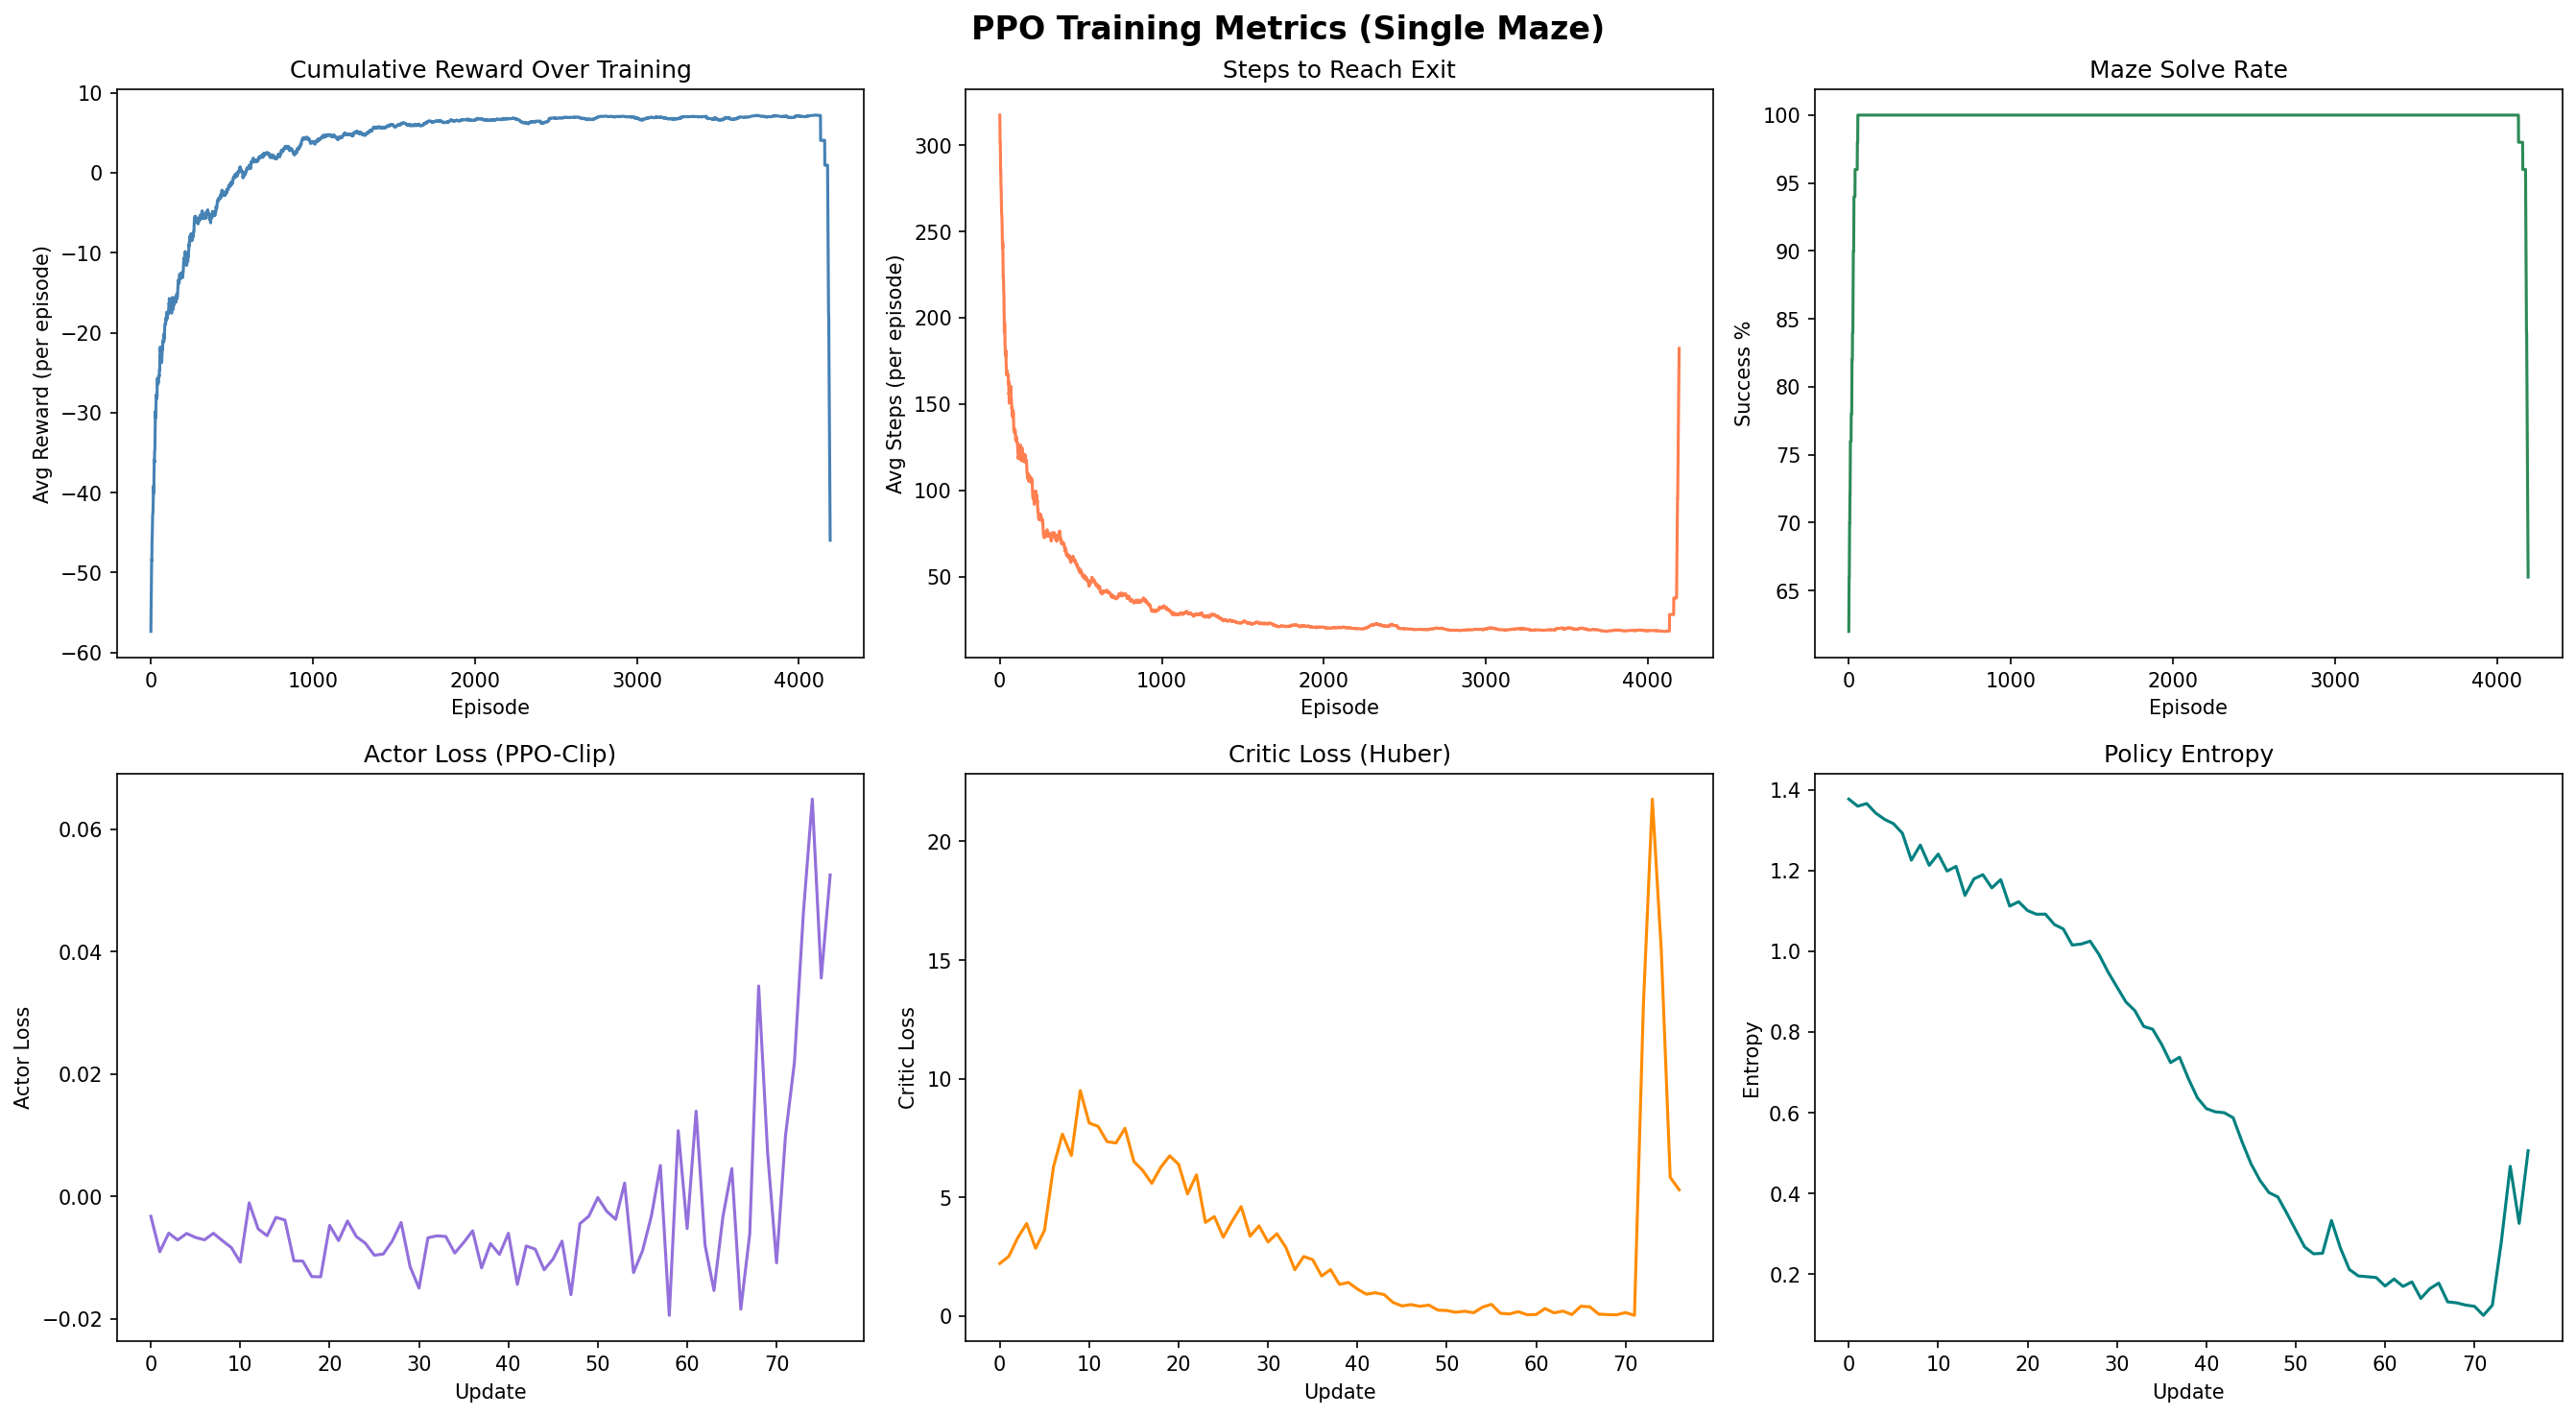 PPO Training Metrics (Single Maze)
Cumulative Reward Over Training
Avg Reward (per episode)
10
0
−10
−20
−30
−40
−50
−60
0 1000 2000 3000 4000
Episode
Steps to Reach Exit
Avg Steps (per episode)
300
250
200
150
100
50
0 1000 2000 3000 4000
Episode
Maze Solve Rate
Success %
100
95
90
85
80
75
70
65
0 1000 2000 3000 4000
Episode
Actor Loss (PPO-Clip)
Actor Loss
0.06
0.04
0.02
0.00
−0.02
0 10 20 30 40 50 60 70
Update
Critic Loss (Huber)
Critic Loss
20
15
10
5
0
0 10 20 30 40 50 60 70
Update
Policy Entropy
Entropy
1.4
1.2
1.0
0.8
0.6
0.4
0.2
0 10 20 30 40 50 60 70
Update